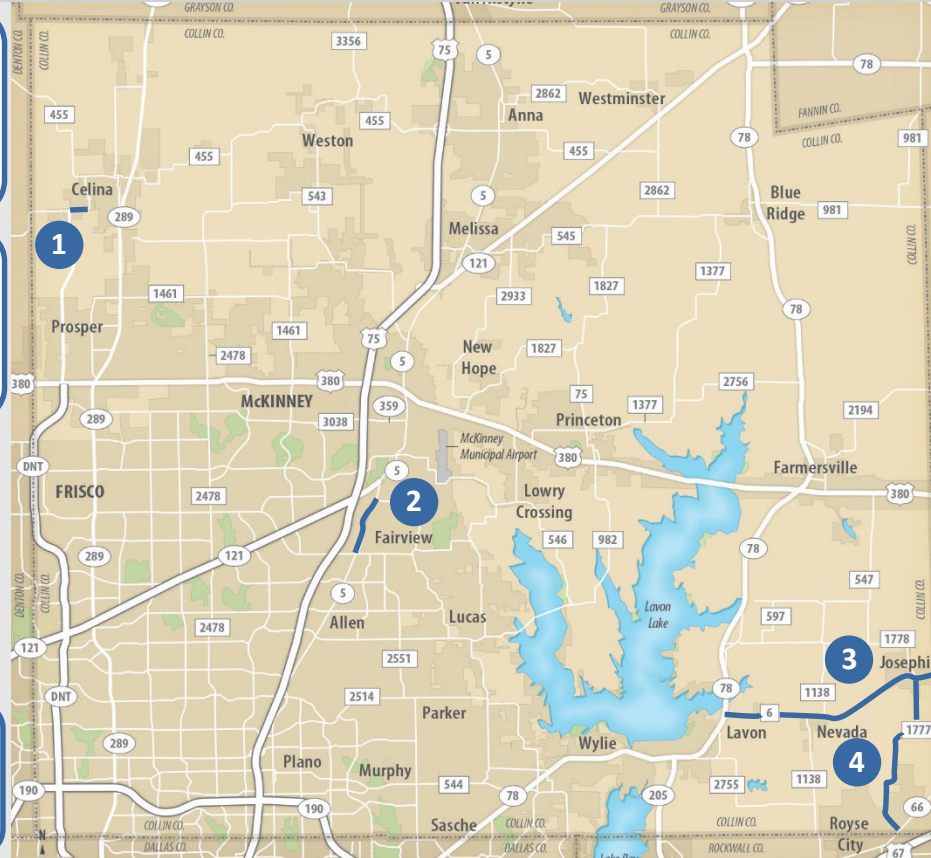 GRAYSON CO.
COLLIN CO.
GRAYSON CO.
COLLIN CO.
DENTON CO.
COLLIN CO.
3356
75
5
78
2862
Westminster
Anna
FANNIN CO.
COLLIN CO.
455
455
Weston
78
981
455
455
Celina
543
5
2862
Blue
Ridge
981
289
1
Melissa
545
COLLIN CO.
121
1377
1461
2933
1827
78
Prosper
1461
75
2478
5
New
Hope
1827
380
380
McKINNEY
2756
75
1377
2194
289
3038
359
Princeton
McKinney
Municipal Airport
380
DNT
5
Farmersville
FRISCO
2478
2
Lowry
Crossing
380
Fairview
546
982
289
121
78
DENTON CO.
COLLIN CO.
547
COLLIN CO.
5
Lavon
Lake
597
Allen
Lucas
2478
1778
121
2551
3
Josephi
DNT
2514
78
1138
Parker
6
289
Lavon
Nevada
1777
Wylie
Plano
Murphy
4
544
2755
1138
190
78
205
190
66
COLLIN CO.
Sasche
COLLIN CO.
COLLIN CO.
Royse
City
N
DALLAS CO.
DALLAS CO.
ROCKWALL CO.
67